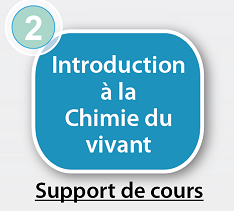 2
Introduction
à la
Chimie du
vivant
Support de cours